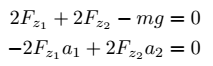 2F_{z_1} + 2F_{z_2} - mg = 0
-2F_{z_1}a_1 + 2F_{z_2}a_2 = 0